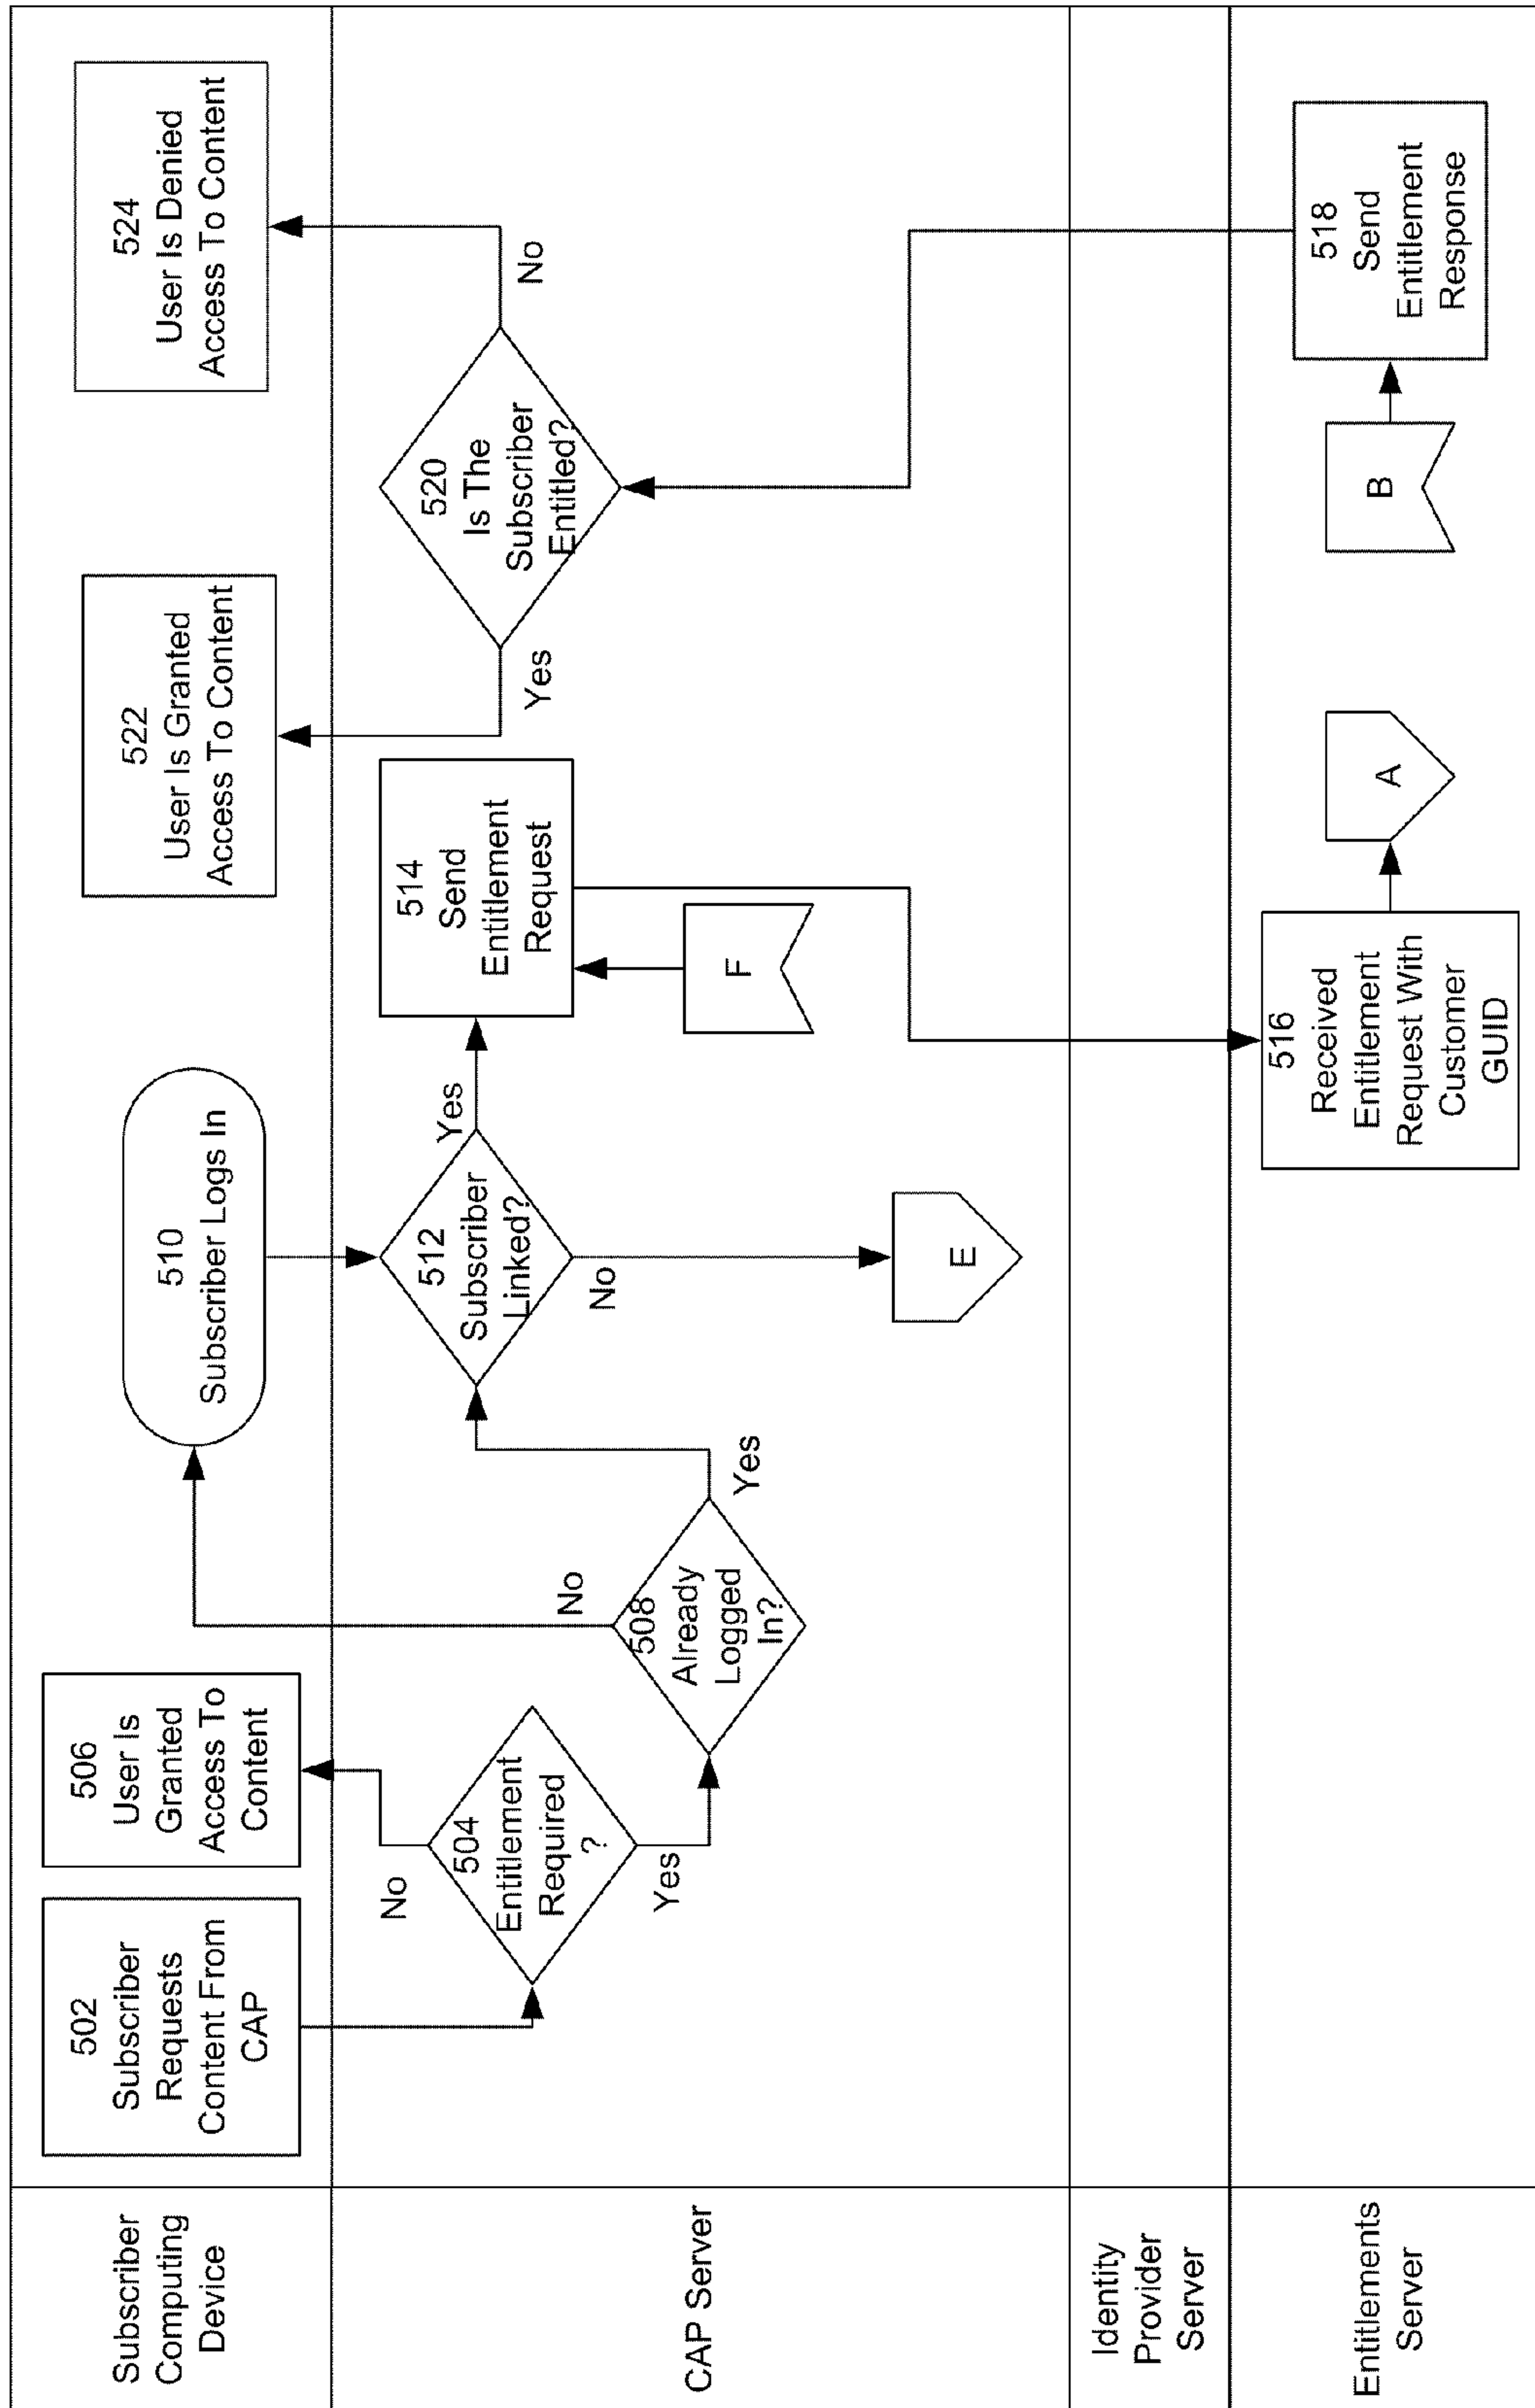 Subscriber
Computing
Device
502
Subscriber
Requests
Content From
CAP
506
User Is
Granted
Access To
Content
510
Subscriber Logs In
522
User Is Granted
Access To Content
524
User Is Denied
Access To Content
CAP Server
504
Entitlement
Required
?
No
Yes
508
Already
Logged
In?
No
Yes
512
Subscriber
Linked?
Yes
No
E
514
Send
Entitlement
Request
F
520
Is The
Subscriber
Entitled?
Yes
No
Identity
Provider
Server
Entitlements
Server
516
Received
Entitlement
Request With
Customer
GUID
A
B
518
Send
Entitlement
Response